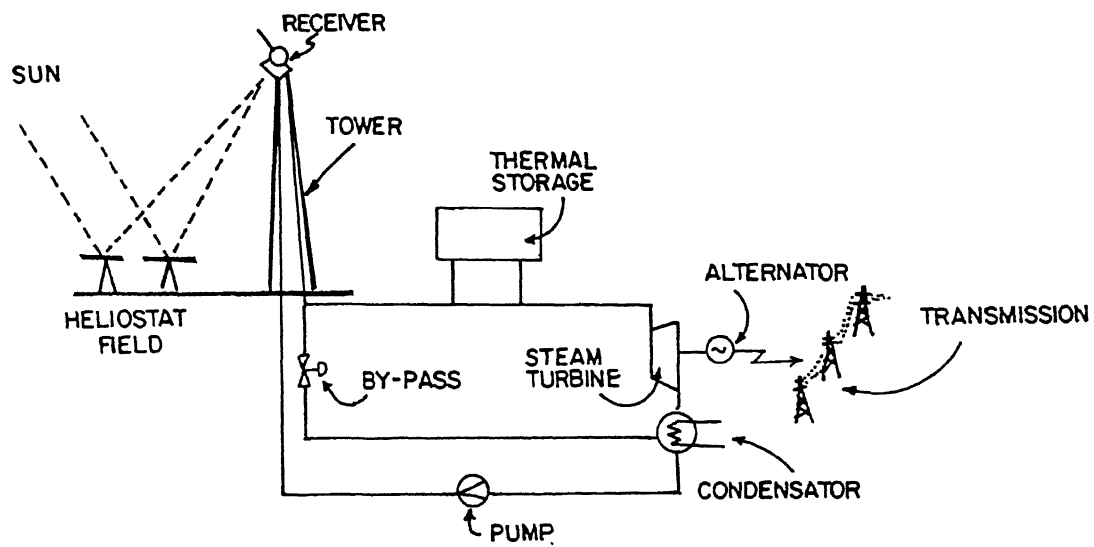 RECEIVER
SUN
TOWER
THERMAL
STORAGE
ALTERNATOR
TRANSMISSION
HELIOSTAT
FIELD
STEAM
TURBINE
BY-PASS
CONDENSATOR
PUMP